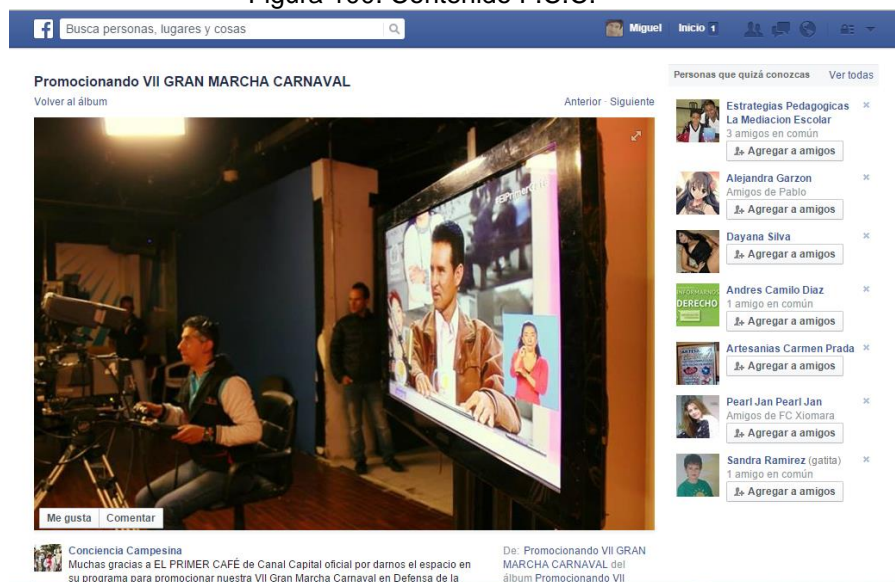 f Busca personas, lugares y cosas
Miguel Inicio 1
Promocionando VII GRAN MARCHA CARNAVAL
Volver al álbum
Anterior · Siguiente
Me gusta Comentar
Conciencia Campesina
Muchas gracias a EL PRIMER CAFÉ de Canal Capital oficial por darnos el espacio en
su programa para promocionar nuestra VII Gran Marcha Carnaval en Defensa de la
De: Promocionando VII GRAN
MARCHA CARNAVAL del
álbum Promocionando VII
Personas que quizá conozcas Ver todas
Estrategias Pedagogicas
La Mediacion Escolar
3 amigos en común
Agregar a amigos
Alejandra Garzon
Amigos de Pablo
Agregar a amigos
Dayana Silva
Agregar a amigos
Andres Camilo Diaz
1 amigo en común
Agregar a amigos
Artesanias Carmen Prada
Agregar a amigos
Pearl Jan Pearl Jan
Amigos de FC Xiomara
Agregar a amigos
Sandra Ramirez (gatita)
1 amigo en común
Agregar a amigos
DERECHO